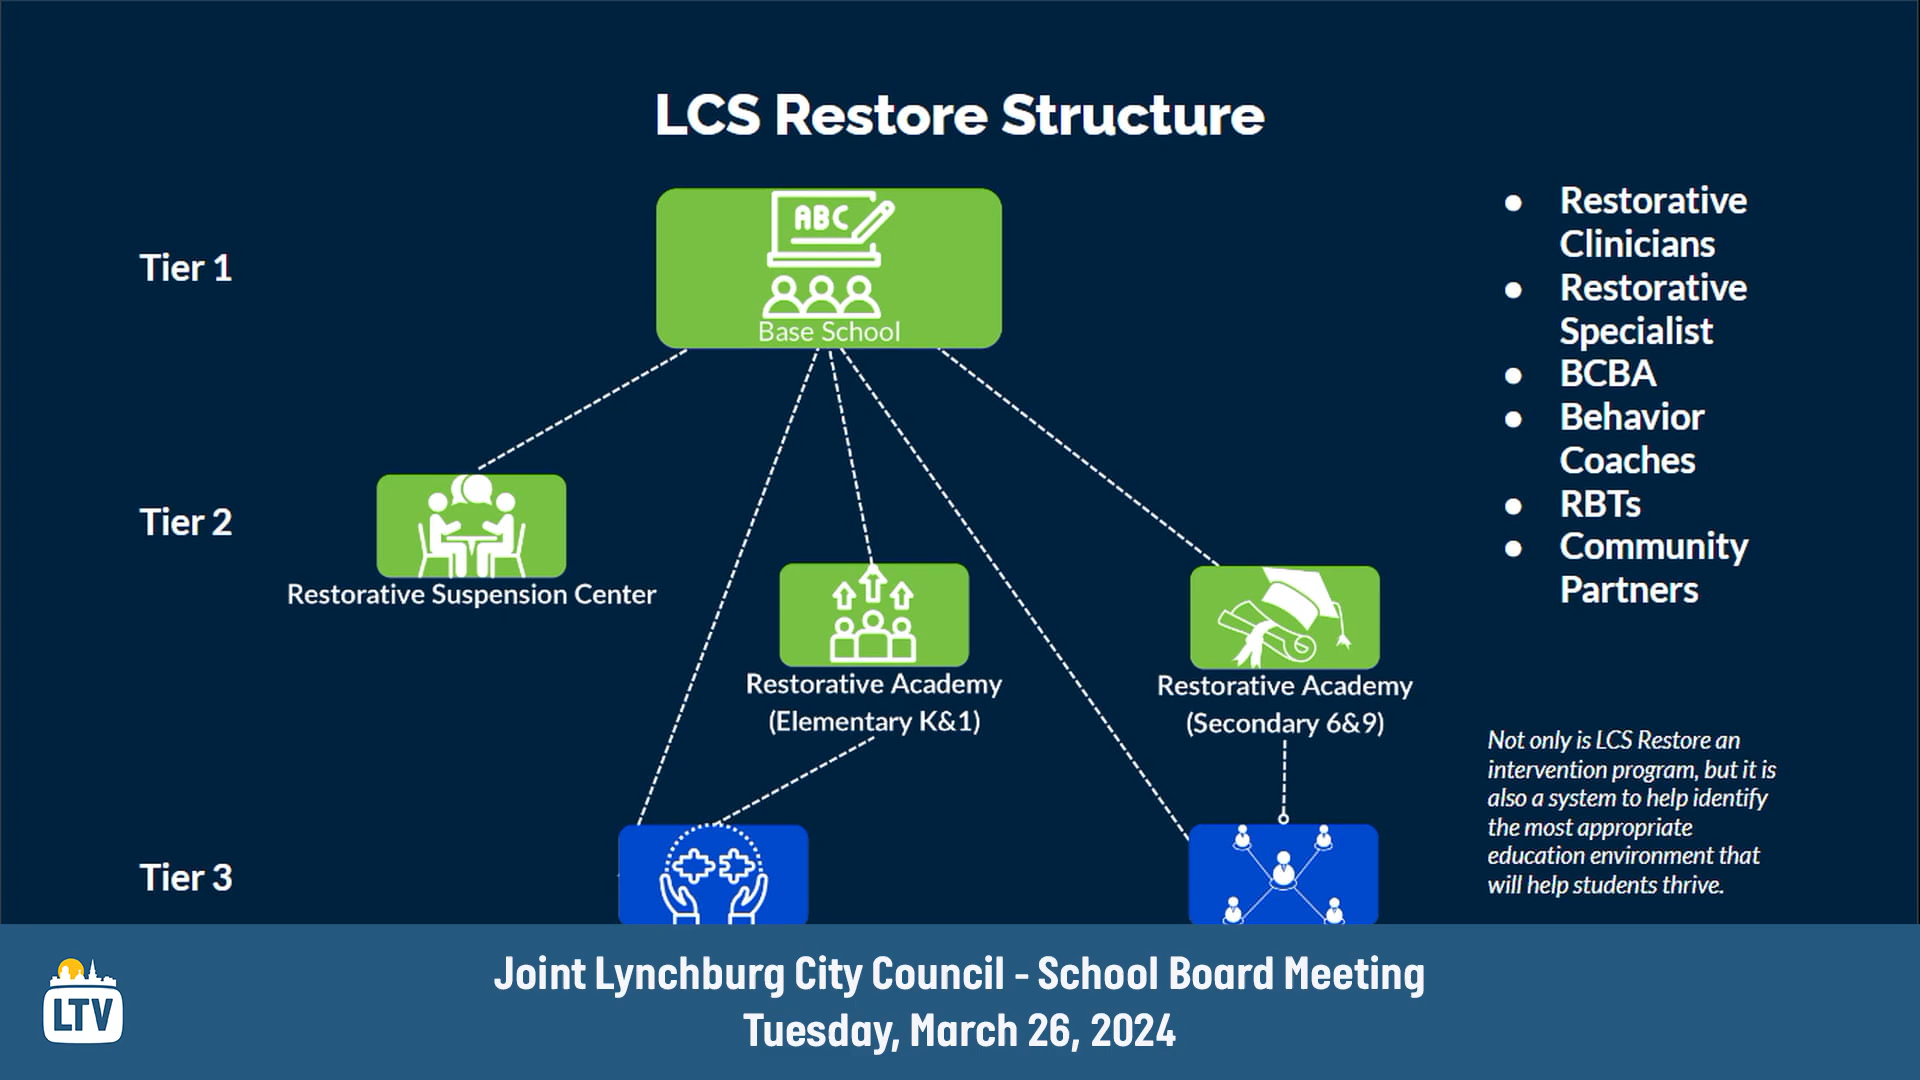 LCS Restore Structure
Tier 1
ABC
Base School
Tier 2
Restorative Suspension Center
Restorative Academy
(Elementary K&1)
Restorative Academy
(Secondary 6&9)
Tier 3
● Restorative
Clinicians
● Restorative
Specialist
● BCBA
● Behavior
Coaches
● RBTs
● Community
Partners
Not only is LCS Restore an
intervention program, but it is
also a system to help identify
the most appropriate
education environment that
will help students thrive.
LTV
Joint Lynchburg City Council - School Board Meeting
Tuesday, March 26, 2024